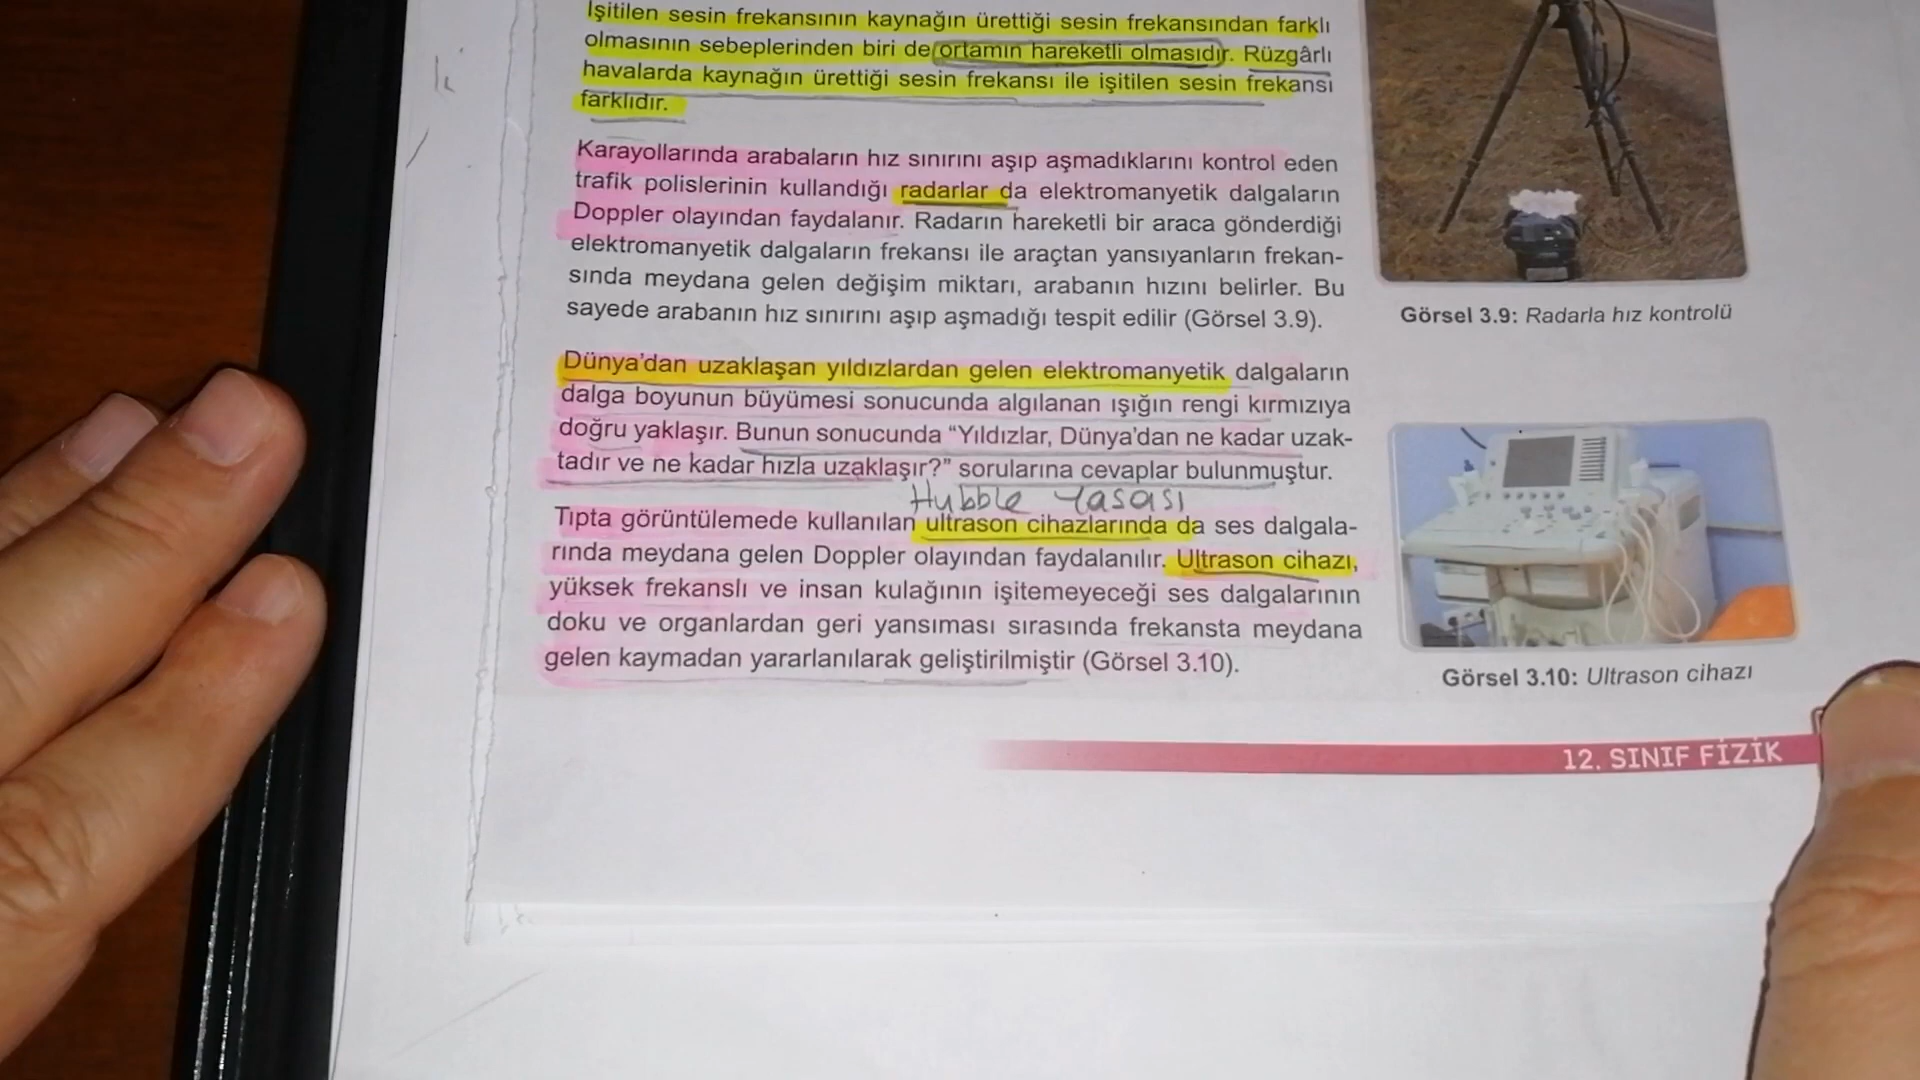 İşitilen sesin frekansının kaynağın ürettiği sesin frekansından farklı
olmasının sebeplerinden biri de ortamın hareketli olmasıdır. Rüzgârlı
havalarda kaynağın ürettiği sesin frekansı ile işitilen sesin frekansı
farklıdır.
Karayollarında arabaların hız sınırını aşıp aşmadıklarını kontrol eden
trafik polislerinin kullandığı radarlar da elektromanyetik dalgaların
Doppler olayından faydalanır. Radarın hareketli bir araca gönderdiği
elektromanyetik dalgaların frekansı ile araçtan yansıyanların frekan-
sında meydana gelen değişim miktarı, arabanın hızını belirler. Bu
sayede arabanın hız sınırını aşıp aşmadığı tespit edilir (Görsel 3.9).
Görsel 3.9: Radarla hız kontrolü
Dünya’dan uzaklaşan yıldızlardan gelen elektromanyetik dalgaların
dalga boyunun büyümesi sonucunda algılanan ışığın rengi kırmızıya
doğru yaklaşır. Bunun sonucunda “Yıldızlar, Dünya’dan ne kadar uzak-
tadır ve ne kadar hızla uzaklaşır?” sorularına cevaplar bulunmuştur.
Hubble Yasası
Tıpta görüntülemede kullanılan ultrason cihazlarında da ses dalgala-
rında meydana gelen Doppler olayından faydalanılır. Ultrason cihazı,
yüksek frekanslı ve insan kulağının işitemeyeceği ses dalgalarının
doku ve organlardan geri yansıması sırasında frekansta meydana
gelen kaymadan yararlanılarak geliştirilmiştir (Görsel 3.10).
Görsel 3.10: Ultrason cihazı
12. SINIF FİZİK